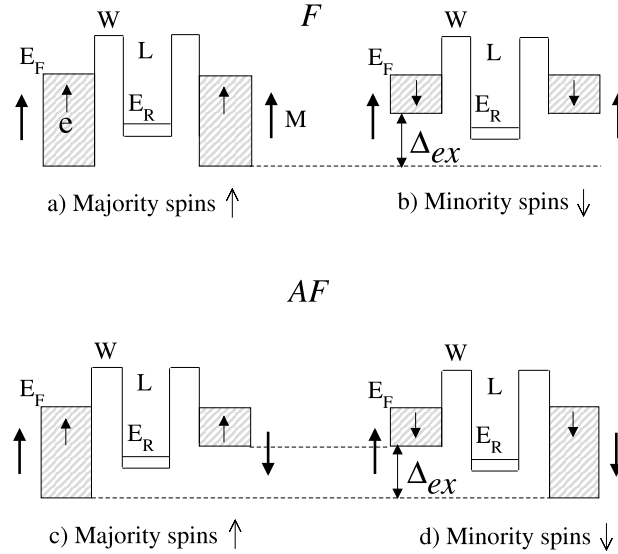 F
W
L
E_F
E_R
e
M
a) Majority spins ↑
W
L
E_F
E_R
Δ_ex
b) Minority spins ↓
AF
W
L
E_F
E_R
c) Majority spins ↑
W
L
E_F
E_R
Δ_ex
d) Minority spins ↓